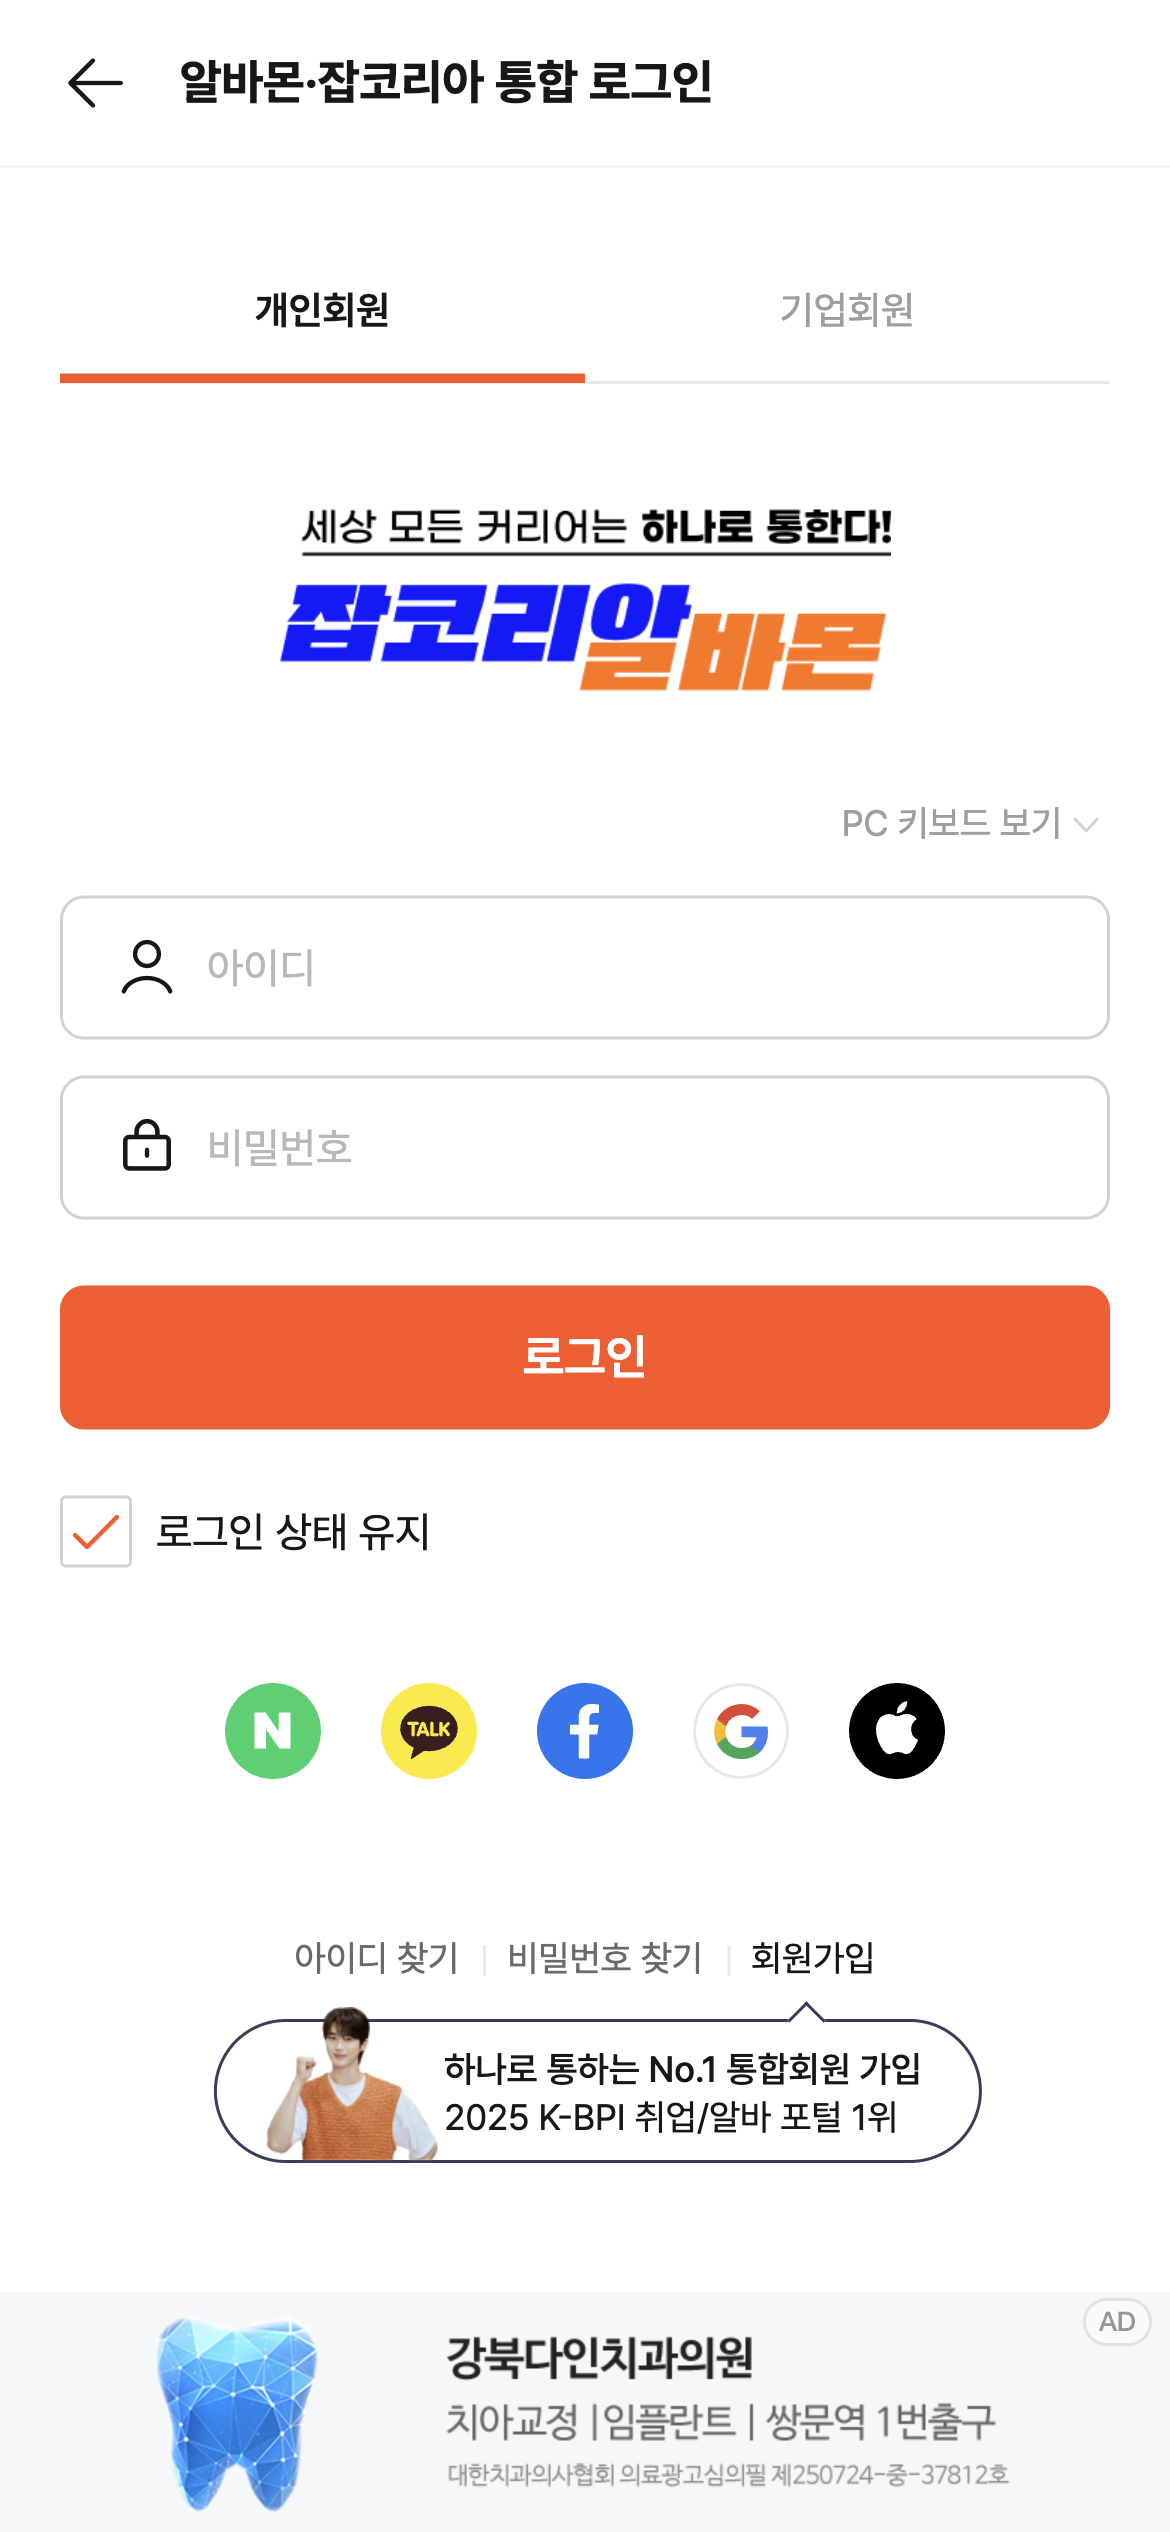 알바몬·잡코리아 통합 로그인
개인회원
기업회원
세상 모든 커리어는 하나로 통한다!
잡코리알바몬
PC 키보드 보기
아이디
비밀번호
로그인
로그인 상태 유지
N
TALK
f
G
아이디 찾기
비밀번호 찾기
회원가입
하나로 통하는 No.1 통합회원 가입
2025 K-BPI 취업/알바 포털 1위
AD
강북다인치과의원
치아교정 | 임플란트 | 쌍문역 1번출구
대한치과의사협회 의료광고심의필 제250724-중-37812호